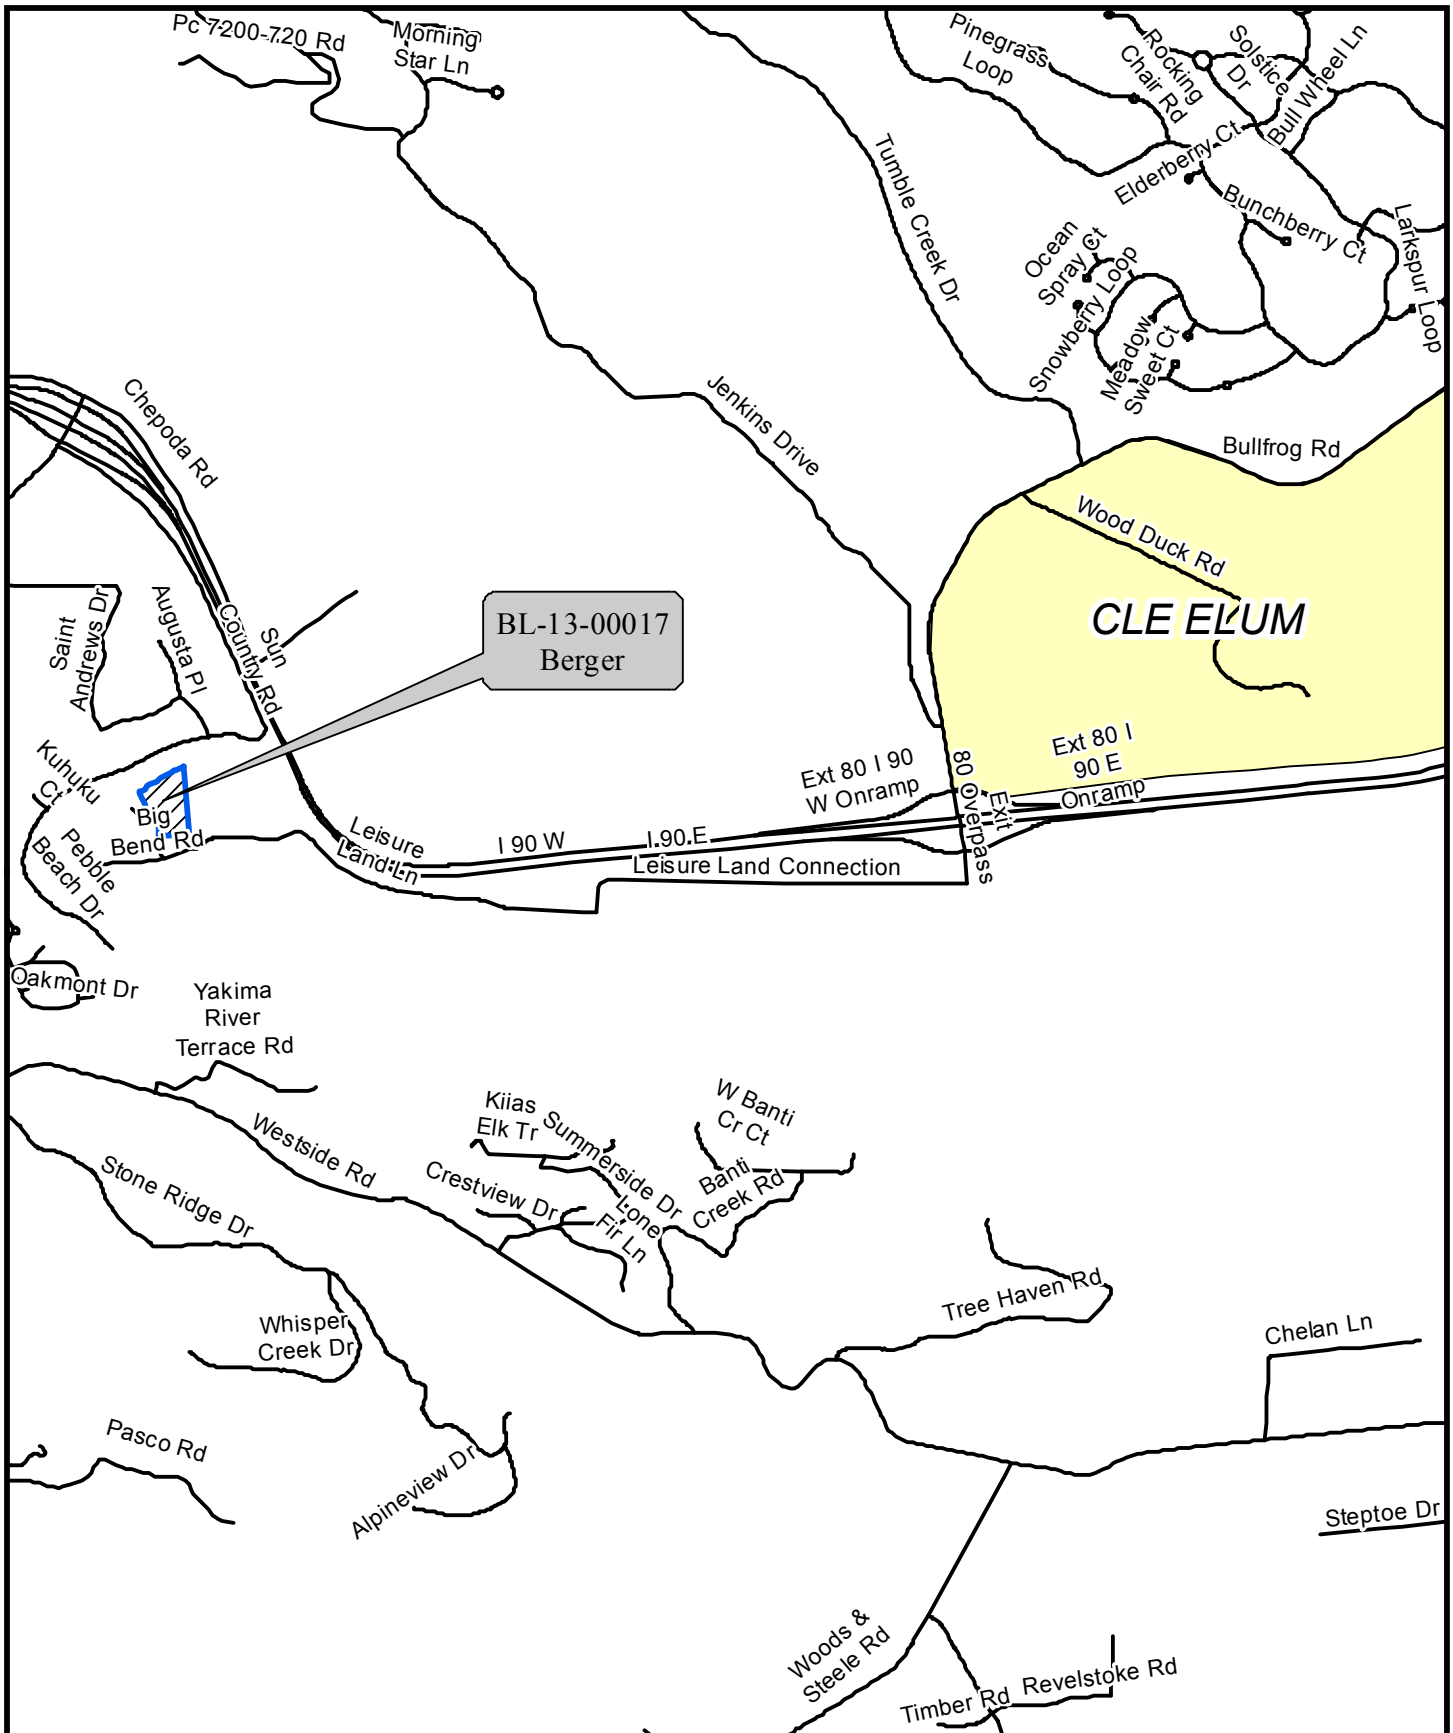 Pc 7200-720 Rd
Morning
Star Ln
Pinegrass
Loop
Rocking
Chair Rd
Solstice
Dr
Bull Wheel Ln
Elderberry Ct
Bunchberry Ct
Larkspur Loop
Tumble Creek Dr
Ocean
Spray Ct
Snowberry Loop
Meadow
Sweet Ct
Jenkins Drive
Chepoda Rd
Bullfrog Rd
Wood Duck Rd
CLE ELUM
BL-13-00017
Berger
Saint
Andrews Dr
Augusta Pl
Sun
Country Rd
Kuhuku
Ct
Big
Bend Rd
Pebble
Beach Dr
Leisure
Land Ln
I 90 W
I 90 E
Leisure Land Connection
Ext 80 I 90
W Onramp
80 Overpass
Exit
Ext 80 I
90 E
Onramp
Oakmont Dr
Yakima
River
Terrace Rd
Westside Rd
Stone Ridge Dr
Kiias
Elk Tr
Summerside Dr
Crestview Dr
Lone
Fir Ln
W Banti
Cr Ct
Banti
Creek Rd
Tree Haven Rd
Chelan Ln
Whisper
Creek Dr
Pasco Rd
Alpineview Dr
Steptoe Dr
Woods &
Steele Rd
Timber Rd
Revelstoke Rd